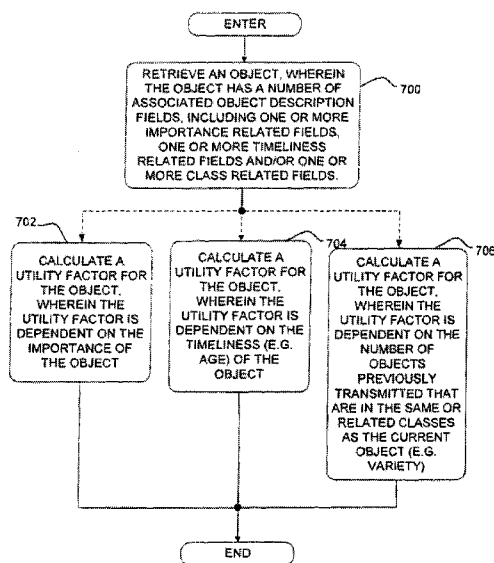 ENTER
RETRIEVE AN OBJECT, WHEREIN
THE OBJECT HAS A NUMBER OF
ASSOCIATED OBJECT DESCRIPTION
FIELDS, INCLUDING ONE OR MORE
IMPORTANCE RELATED FIELDS,
ONE OR MORE TIMELINESS
RELATED FIELDS AND/OR ONE OR
MORE CLASS RELATED FIELDS.
700
702
CALCULATE A
UTILITY FACTOR FOR
THE OBJECT,
WHEREIN THE
UTILITY FACTOR IS
DEPENDENT ON THE
IMPORTANCE OF
THE OBJECT
704
CALCULATE A
UTILITY FACTOR FOR
THE OBJECT,
WHEREIN THE
UTILITY FACTOR IS
DEPENDENT ON THE
TIMELINESS (E.G.
AGE) OF THE
OBJECT
706
CALCULATE A
UTILITY FACTOR FOR
THE OBJECT,
WHEREIN THE
UTILITY FACTOR IS
DEPENDENT ON THE
NUMBER OF
OBJECTS
PREVIOUSLY
TRANSMITTED THAT
ARE IN THE SAME OR
RELATED CLASSES
AS THE CURRENT
OBJECT (E.G.
VARIETY)
END